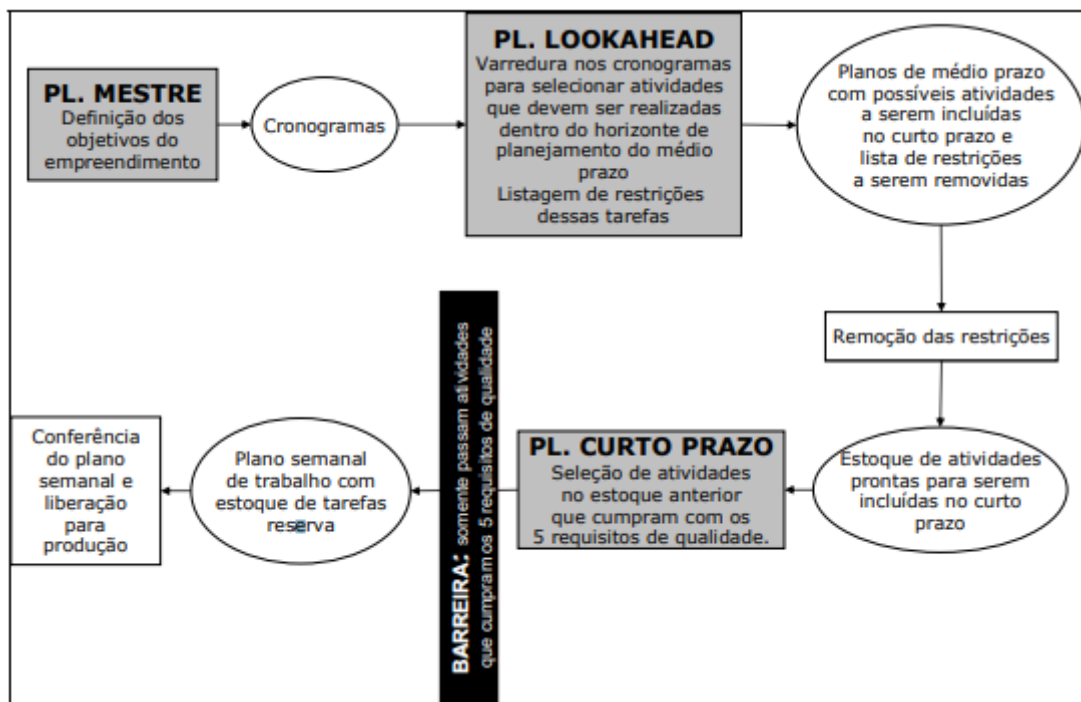 PL. MESTRE
Definição dos
objetivos do
empreendimento
Cronogramas
PL. LOOKAHEAD
Varredura nos cronogramas
para selecionar atividades
que devem ser realizadas
dentro do horizonte de
planejamento do médio
prazo
Listagem de restrições
dessas tarefas
Planos de médio prazo
com possíveis atividades
a serem incluídas
no curto prazo e
lista de restrições
a serem removidas
Remoção das restrições
Estoque de atividades
prontas para serem
incluídas no curto
prazo
PL. CURTO PRAZO
Seleção de atividades
no estoque anterior
que cumpram com os
5 requisitos de qualidade.
BARREIRA: somente passam atividades
que cumpram os 5 requisitos de qualidade
Plano semanal
de trabalho com
estoque de tarefas
reserva
Conferência
do plano
semanal e
liberação
para
produção